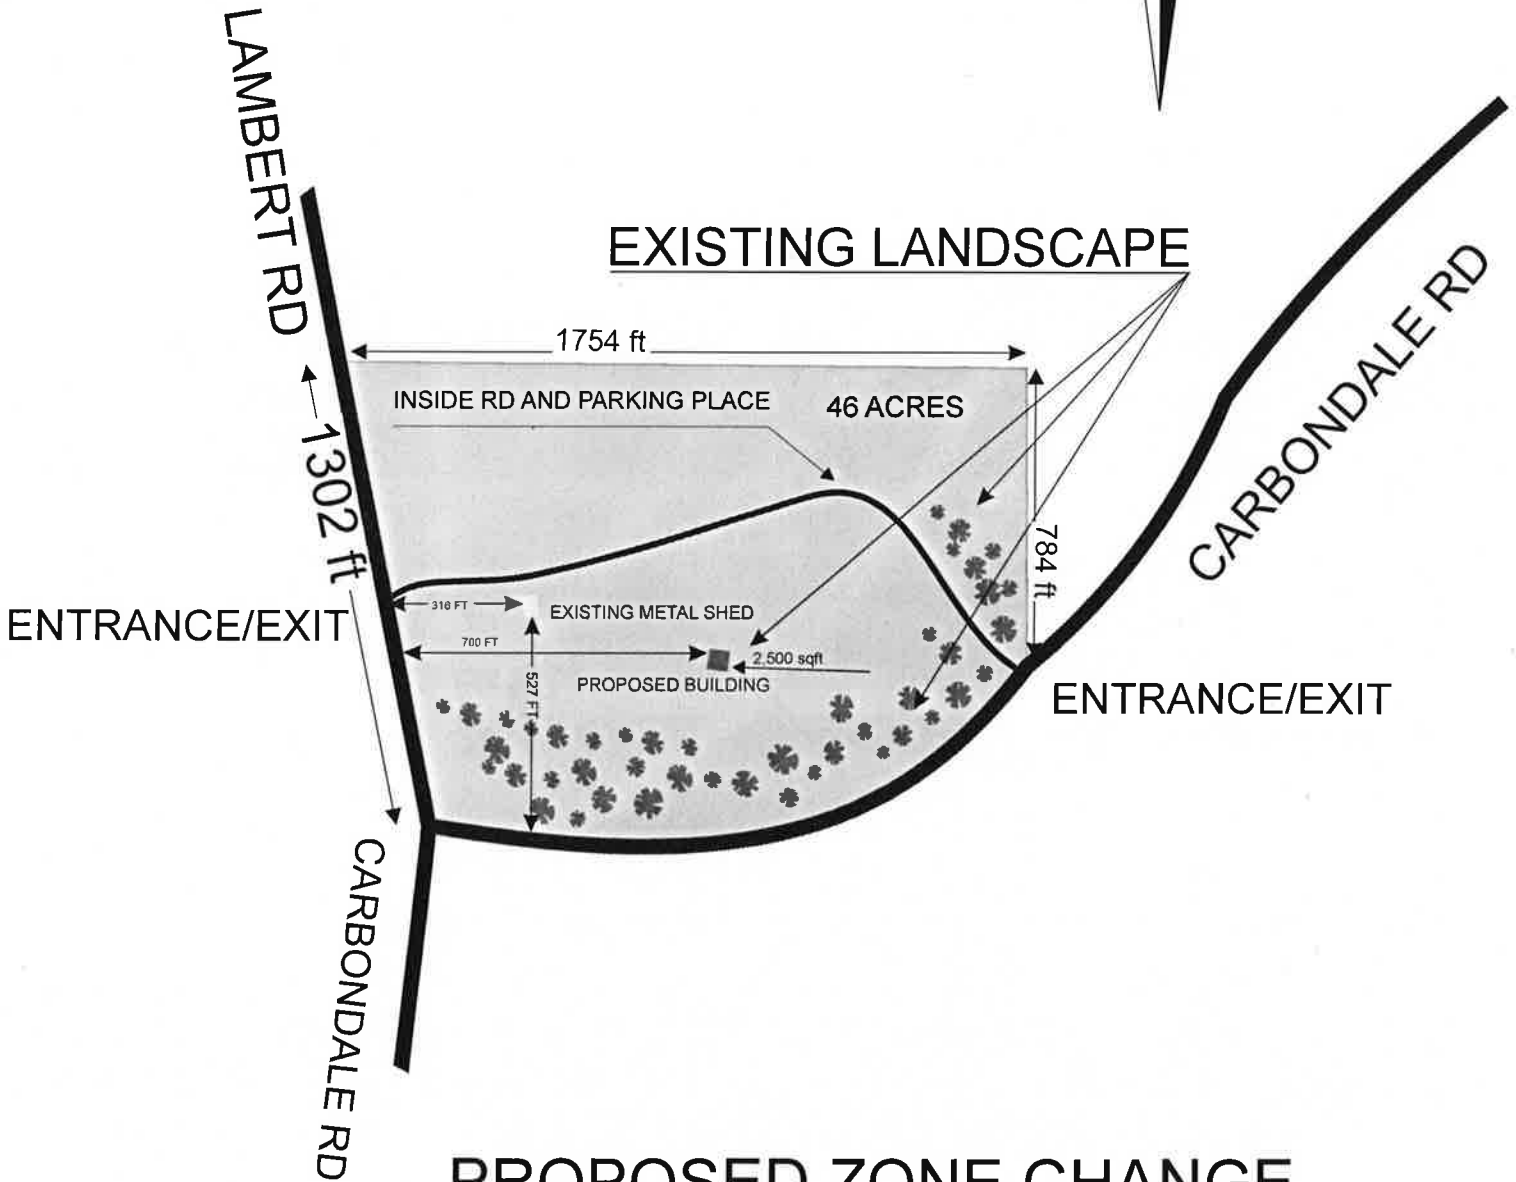 LAMBERT RD
EXISTING LANDSCAPE
CARBONDALE RD
1754 ft
INSIDE RD AND PARKING PLACE
46 ACRES
1302 ft
784 ft
ENTRANCE/EXIT
316 FT
EXISTING METAL SHED
700 FT
2,500 sqft
527 FT
PROPOSED BUILDING
ENTRANCE/EXIT
CARBONDALE RD
PROPOSED ZONE CHANGE